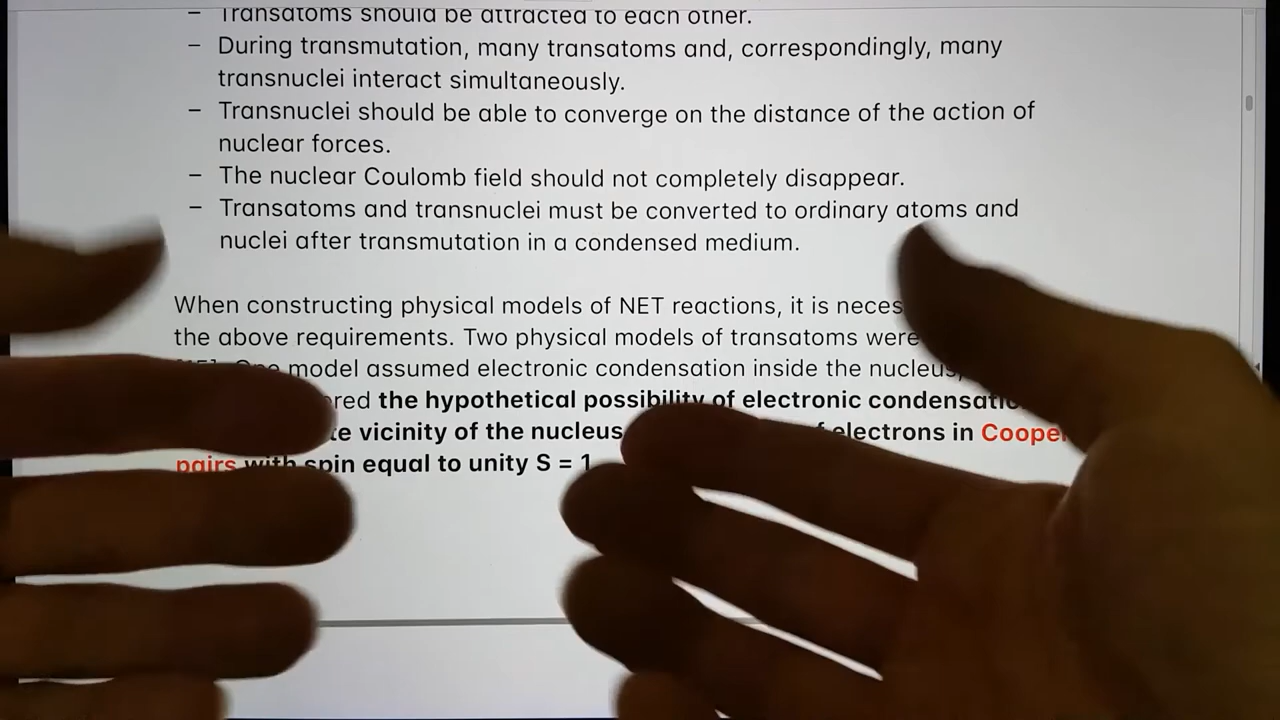 – Transatoms should be attracted to each other.
– During transmutation, many transatoms and, correspondingly, many
transnuclei interact simultaneously.
– Transnuclei should be able to converge on the distance of the action of
nuclear forces.
– The nuclear Coulomb field should not completely disappear.
– Transatoms and transnuclei must be converted to ordinary atoms and
nuclei after transmutation in a condensed medium.
When constructing physical models of NET reactions, it is
the above requirements. Two physical models of transatoms were
model assumed electronic condensation inside the nucleus,
the hypothetical possibility of electronic
vicinity of the nucleus electrons in
pairs with spin equal to unity S = 1